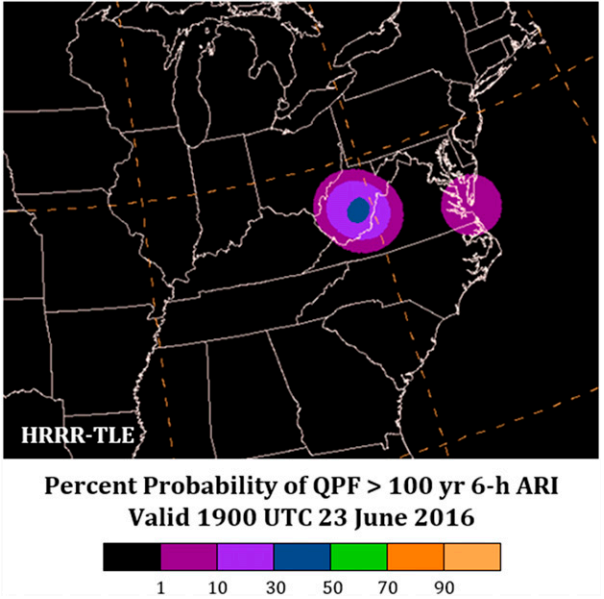 HRRR-TLE
Percent Probability of QPF > 100 yr 6-h ARI
Valid 1900 UTC 23 June 2016
1 10 30 50 70 90